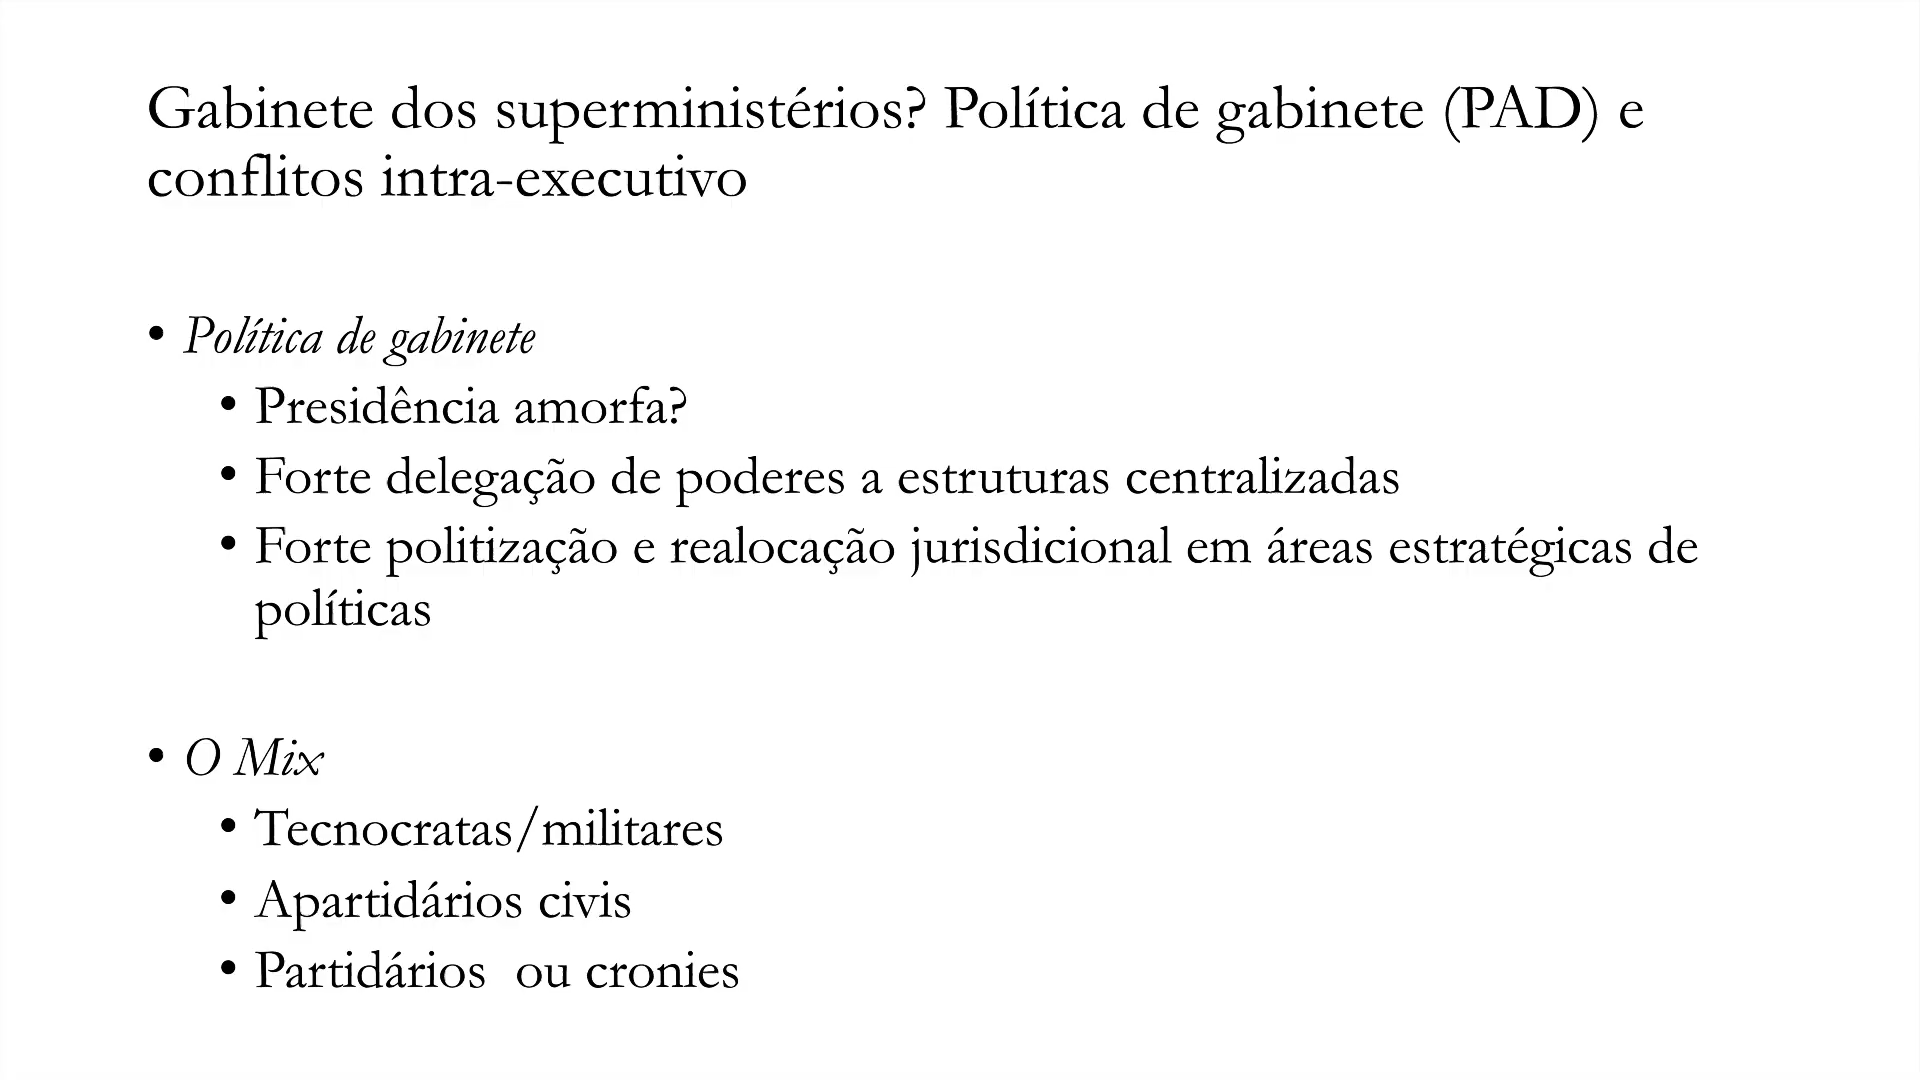 Gabinete dos superministérios? Política de gabinete (PAD) e
conflitos intra-executivo
• Política de gabinete
• Presidência amorfa?
• Forte delegação de poderes a estruturas centralizadas
• Forte politização e realocação jurisdicional em áreas estratégicas de
políticas
• O Mix
• Tecnocratas/militares
• Apartidários civis
• Partidários  ou cronies